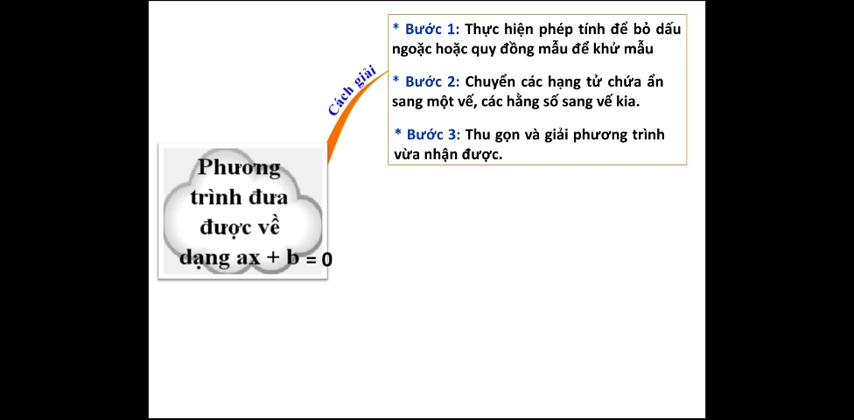 * Bước 1: Thực hiện phép tính để bỏ dấu
ngoặc hoặc quy đồng mẫu để khử mẫu
* Bước 2: Chuyển các hạng tử chứa ẩn
sang một vế, các hằng số sang vế kia.
* Bước 3: Thu gọn và giải phương trình
vừa nhận được.
Cách giải
Phương
trình đưa
được về
dạng ax + b = 0